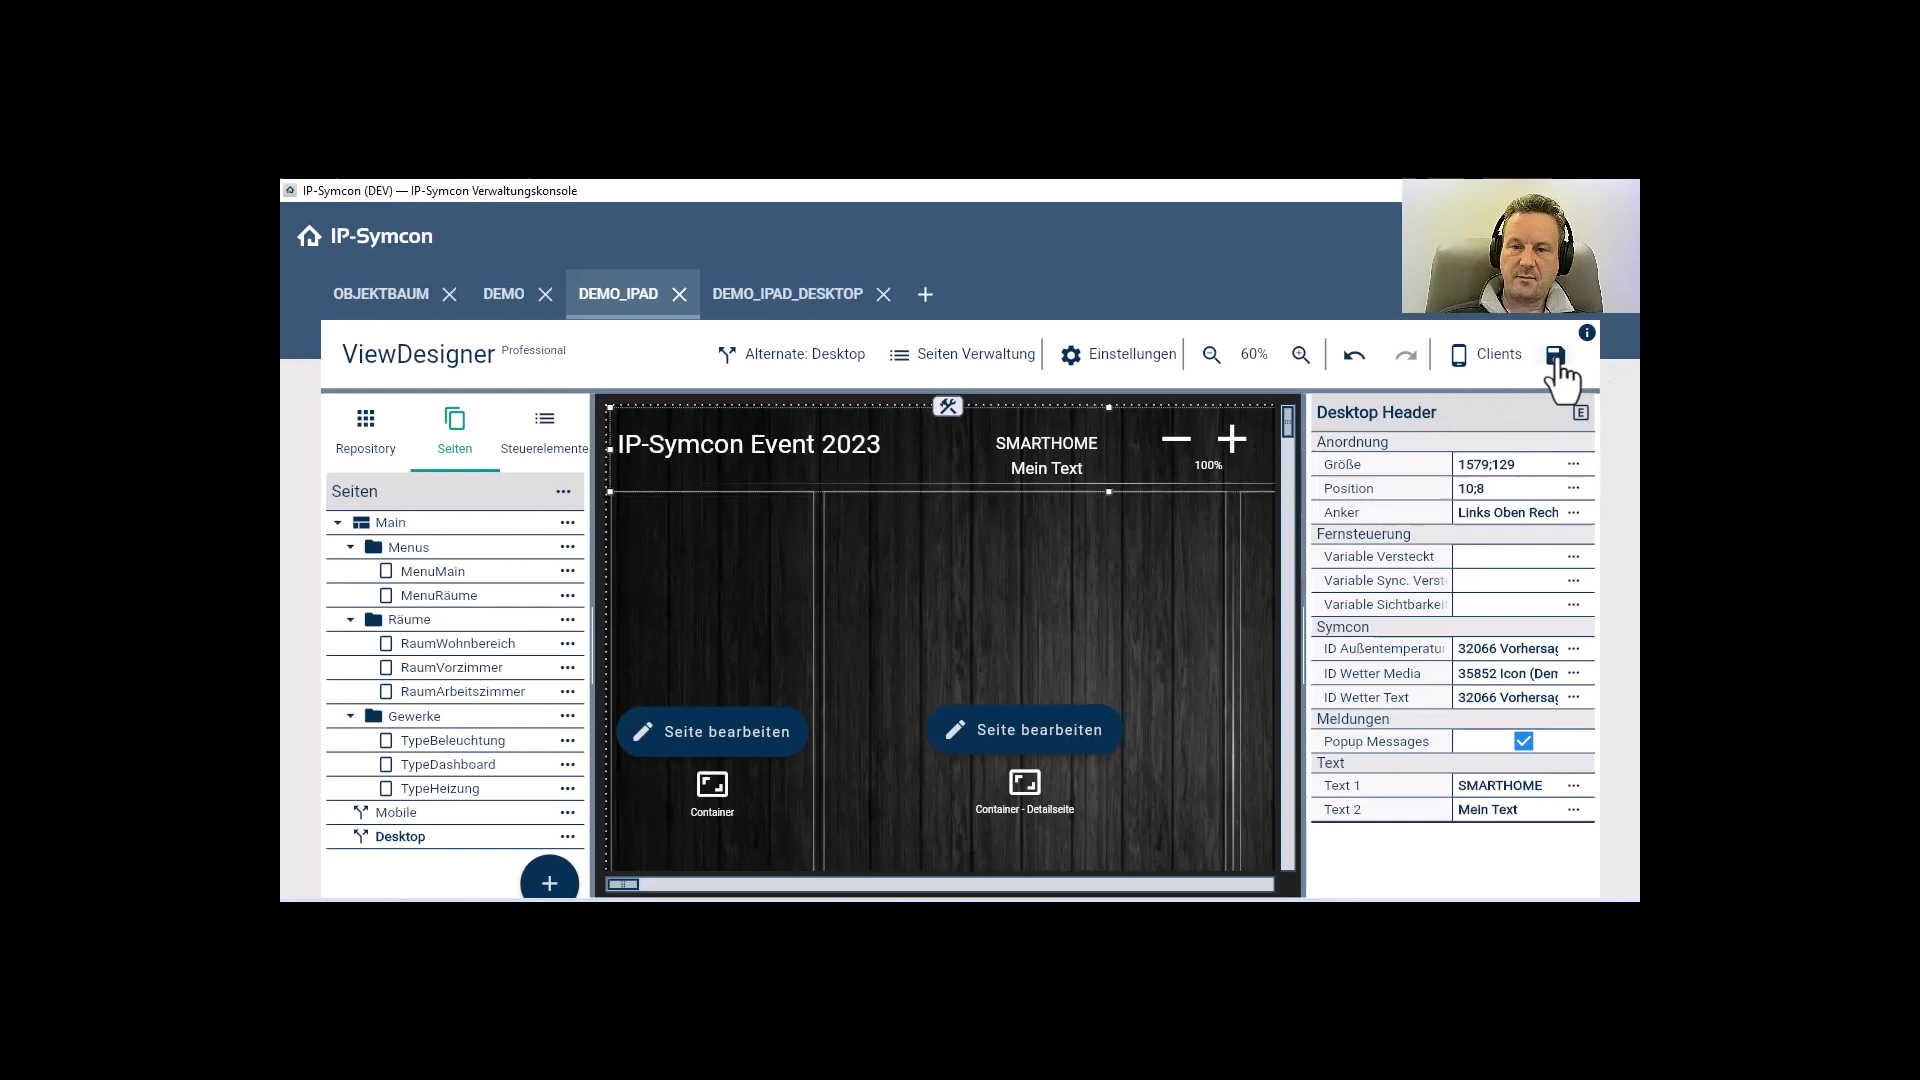 IP-Symcon (DEV) — IP-Symcon Verwaltungskonsole
IP-Symcon
OBJEKTBAUM
DEMO
DEMO_IPAD
DEMO_IPAD_DESKTOP
ViewDesigner Professional
Alternate: Desktop
Seiten Verwaltung
Einstellungen
60%
Clients
Repository
Seiten
Steuerelemente
Seiten
Main
Menus
MenuMain
MenuRäume
Räume
RaumWohnbereich
RaumVorzimmer
RaumArbeitszimmer
Gewerke
TypeBeleuchtung
TypeDashboard
TypeHeizung
Mobile
Desktop
IP-Symcon Event 2023
SMARTHOME
Mein Text
100%
Seite bearbeiten
Container
Seite bearbeiten
Container - Detailseite
Desktop Header
E
Anordnung
Größe 1579;129
Position 10;8
Anker Links Oben Rech
Fernsteuerung
Variable Versteckt
Variable Sync. Verst
Variable Sichtbarkei
Symcon
ID Außentemperatur 32066 Vorhersag
ID Wetter Media 35852 Icon (Dem
ID Wetter Text 32066 Vorhersag
Meldungen
Popup Messages
Text
Text 1 SMARTHOME
Text 2 Mein Text